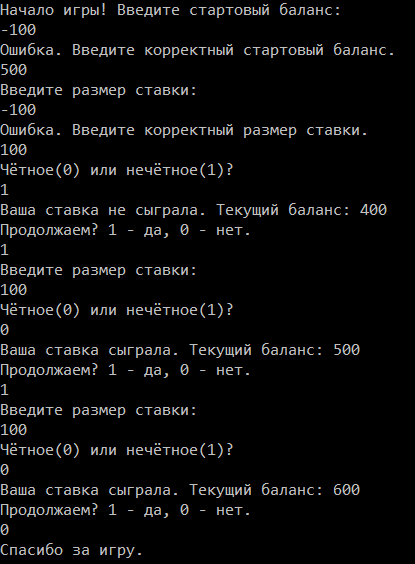 Начало игры! Введите стартовый баланс:
-100
Ошибка. Введите корректный стартовый баланс.
500
Введите размер ставки:
-100
Ошибка. Введите корректный размер ставки.
100
Чётное(0) или нечётное(1)?
1
Ваша ставка не сыграла. Текущий баланс: 400
Продолжаем? 1 - да, 0 - нет.
1
Введите размер ставки:
100
Чётное(0) или нечётное(1)?
0
Ваша ставка сыграла. Текущий баланс: 500
Продолжаем? 1 - да, 0 - нет.
1
Введите размер ставки:
100
Чётное(0) или нечётное(1)?
0
Ваша ставка сыграла. Текущий баланс: 600
Продолжаем? 1 - да, 0 - нет.
0
Спасибо за игру.